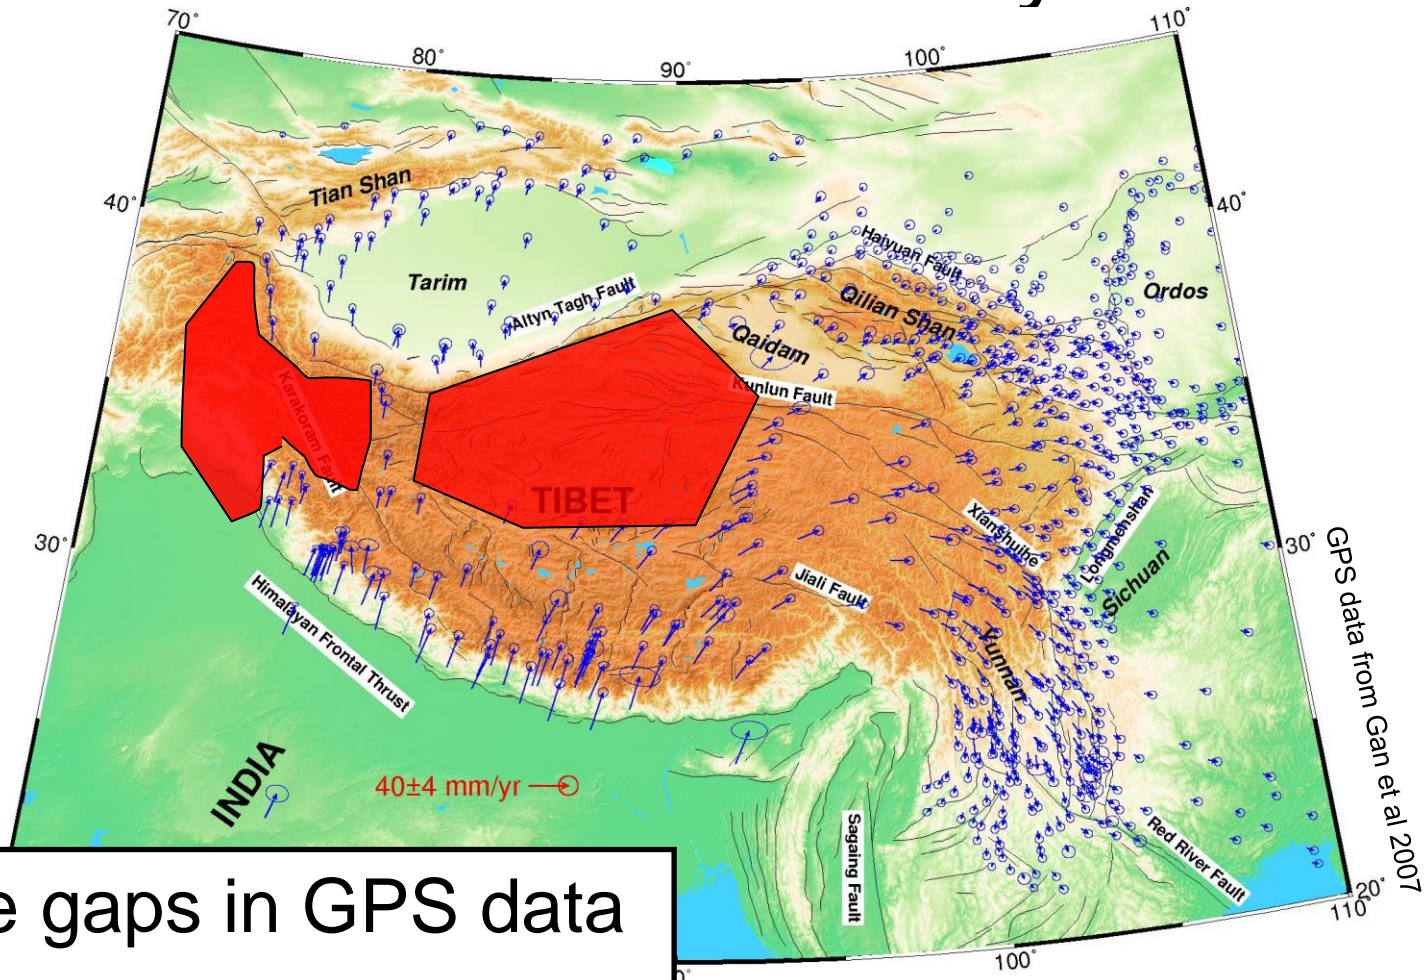 70°
80°
90°
100°
110°
40°
Tian Shan
Tarim
Altyn Tagh Fault
Haiyuan Fault
Qilian Shan
Qaidam
Kunlun Fault
Ordos
40°
Karakoram Fault
TIBET
30°
Xianshuihe
Longmenshan
Sichuan
30°
Jiali Fault
Himalayan Frontal Thrust
Yunnan
INDIA
40±4 mm/yr
Sagaing Fault
Red River Fault
20°
110°
100°
GPS data from Gan et al 2007
gaps in GPS data